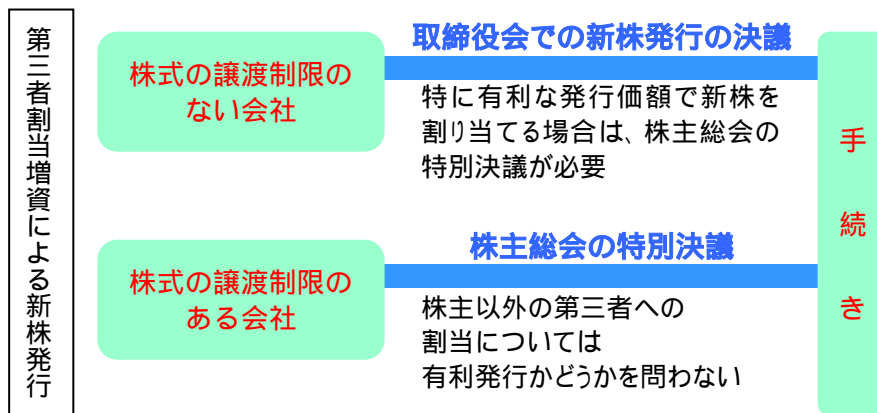 第三者割当増資による新株発行
株式の譲渡制限の
ない会社
取締役会での新株発行の決議
特に有利な発行価額で新株を
割り当てる場合は、株主総会の
特別決議が必要
株式の譲渡制限の
ある会社
株主総会の特別決議
株主以外の第三者への
割当については
有利発行かどうかを問わない
手続き